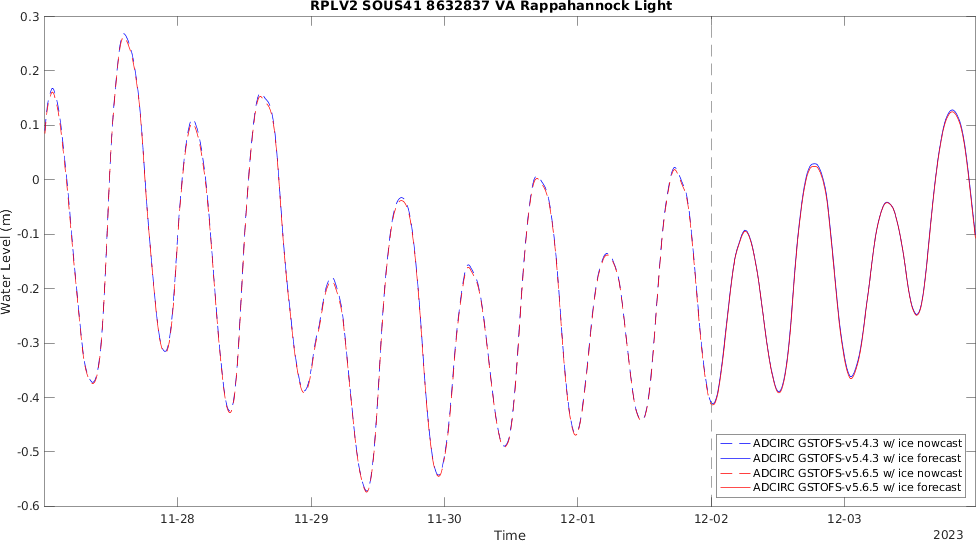 RPLV2 SOUS41 8632837 VA Rappahannock Light
0.3
0.2
0.1
0
-0.1
-0.2
-0.3
-0.4
-0.5
-0.6
Water Level (m)
ADCIRC GSTOFS-v5.4.3 w/ ice nowcast
ADCIRC GSTOFS-v5.4.3 w/ ice forecast
ADCIRC GSTOFS-v5.6.5 w/ ice nowcast
ADCIRC GSTOFS-v5.6.5 w/ ice forecast
11-28
11-29
11-30
12-01
12-02
12-03
Time
2023